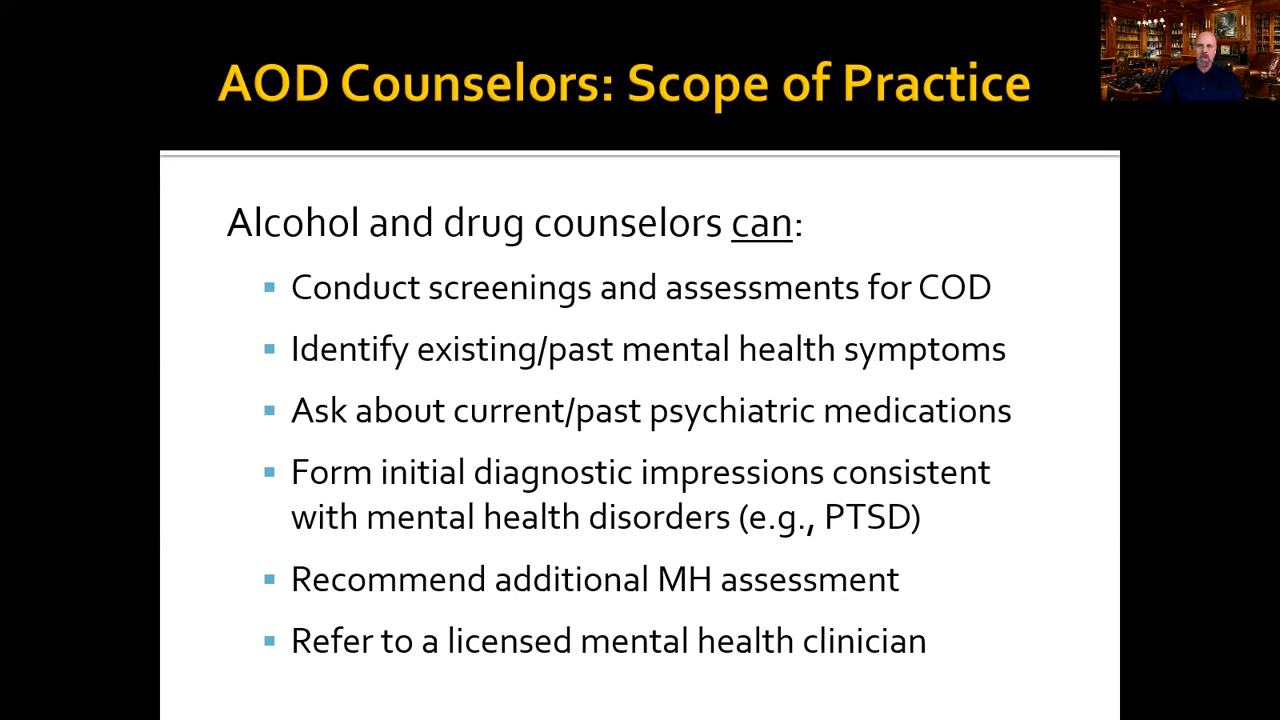 AOD Counselors: Scope of Practice
Alcohol and drug counselors can:
▪ Conduct screenings and assessments for COD
▪ Identify existing/past mental health symptoms
▪ Ask about current/past psychiatric medications
▪ Form initial diagnostic impressions consistent
with mental health disorders (e.g., PTSD)
▪ Recommend additional MH assessment
▪ Refer to a licensed mental health clinician